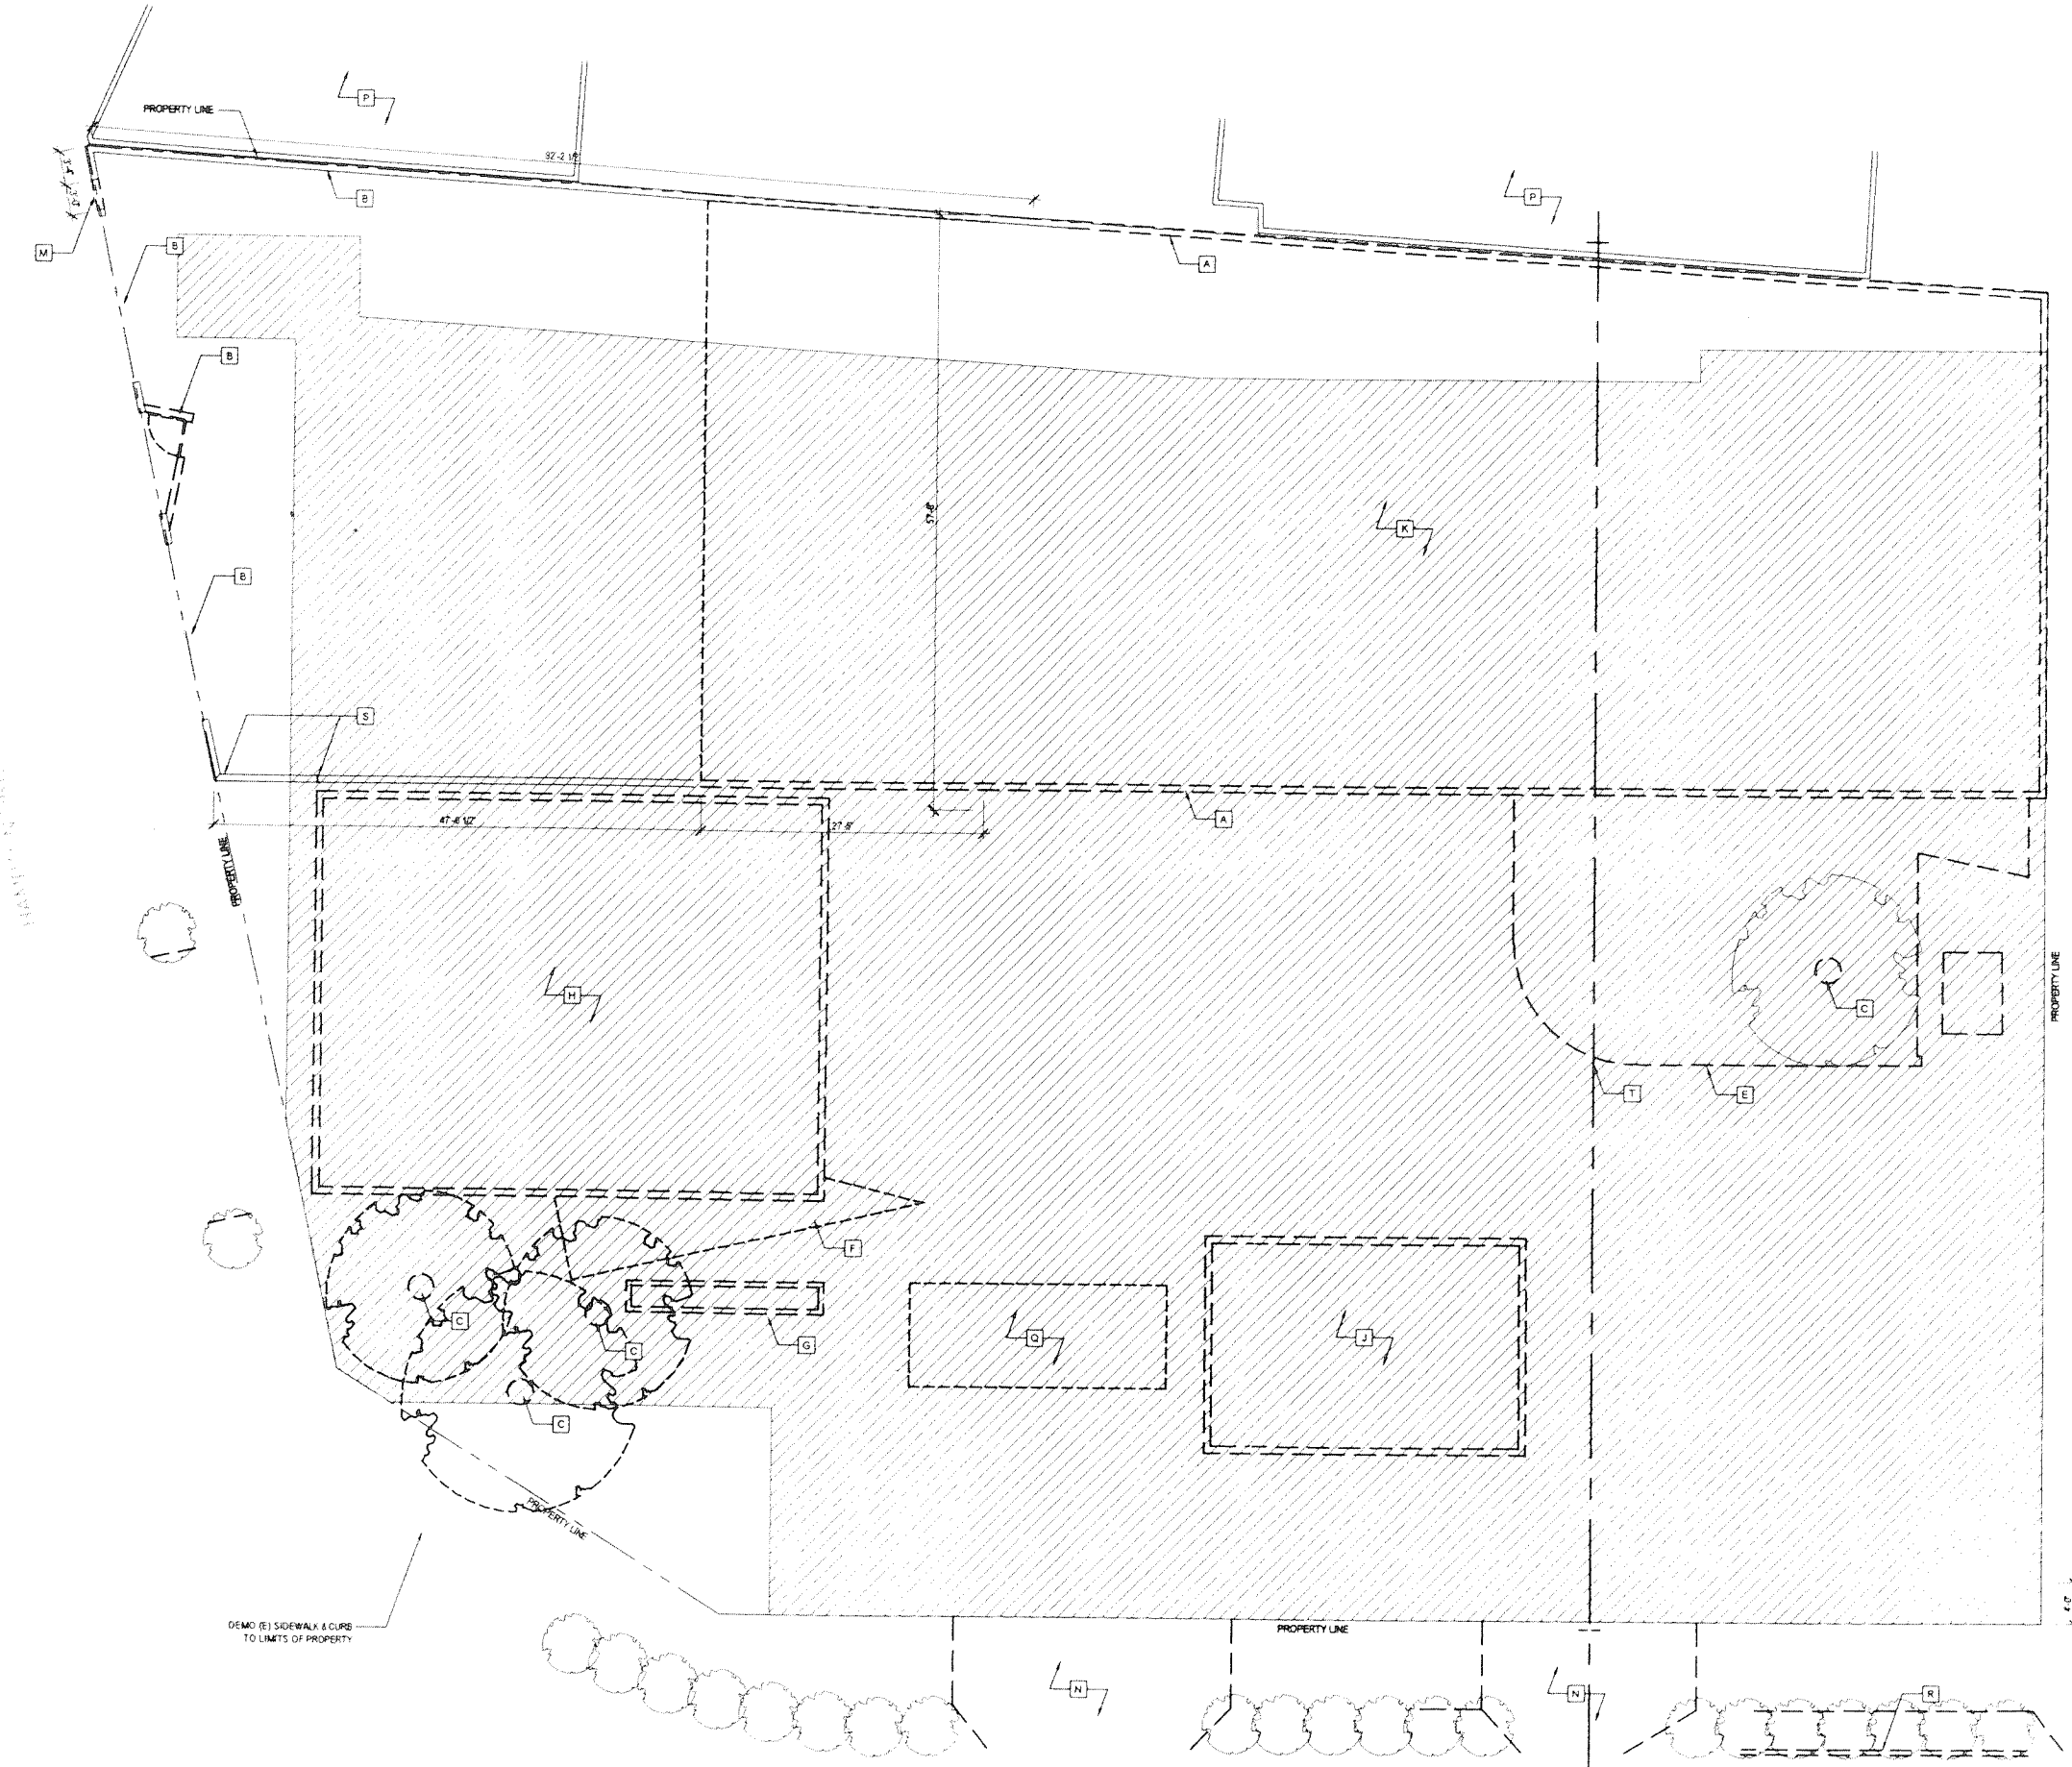 P
PROPERTY LINE
92'-2 1/2"
B
P
M
B
A
B
K
57'-8"
B
S
47'-6 1/2"
27'-8"
A
PROPERTY LINE
PROPERTY LINE
H
C
T
E
F
C
C
G
Q
J
C
PROPERTY LINE
DEMO (E) SIDEWALK & CURB
TO LIMITS OF PROPERTY
PROPERTY LINE
N
N
R